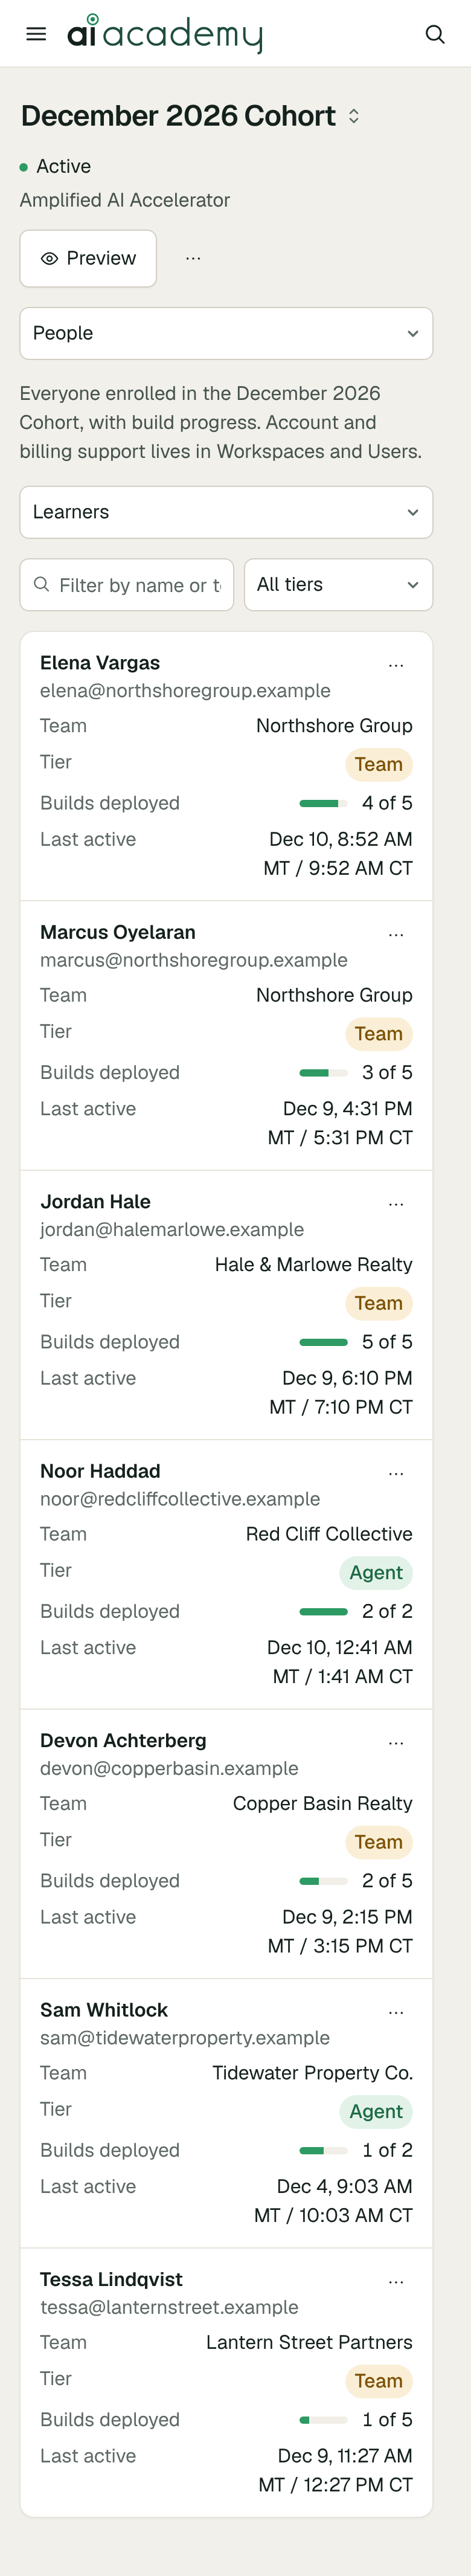 ai academy
December 2026 Cohort
Active
Amplified AI Accelerator
Preview
...
People
Everyone enrolled in the December 2026
Cohort, with build progress. Account and
billing support lives in Workspaces and Users.
Learners
Filter by name or t
All tiers
Elena Vargas ...
elena@northshoregroup.example
Team Northshore Group
Tier Team
Builds deployed 4 of 5
Last active Dec 10, 8:52 AM
MT / 9:52 AM CT
Marcus Oyelaran ...
marcus@northshoregroup.example
Team Northshore Group
Tier Team
Builds deployed 3 of 5
Last active Dec 9, 4:31 PM
MT / 5:31 PM CT
Jordan Hale ...
jordan@halemarlowe.example
Team Hale & Marlowe Realty
Tier Team
Builds deployed 5 of 5
Last active Dec 9, 6:10 PM
MT / 7:10 PM CT
Noor Haddad ...
noor@redcliffcollective.example
Team Red Cliff Collective
Tier Agent
Builds deployed 2 of 2
Last active Dec 10, 12:41 AM
MT / 1:41 AM CT
Devon Achterberg ...
devon@copperbasin.example
Team Copper Basin Realty
Tier Team
Builds deployed 2 of 5
Last active Dec 9, 2:15 PM
MT / 3:15 PM CT
Sam Whitlock ...
sam@tidewaterproperty.example
Team Tidewater Property Co.
Tier Agent
Builds deployed 1 of 2
Last active Dec 4, 9:03 AM
MT / 10:03 AM CT
Tessa Lindqvist ...
tessa@lanternstreet.example
Team Lantern Street Partners
Tier Team
Builds deployed 1 of 5
Last active Dec 9, 11:27 AM
MT / 12:27 PM CT